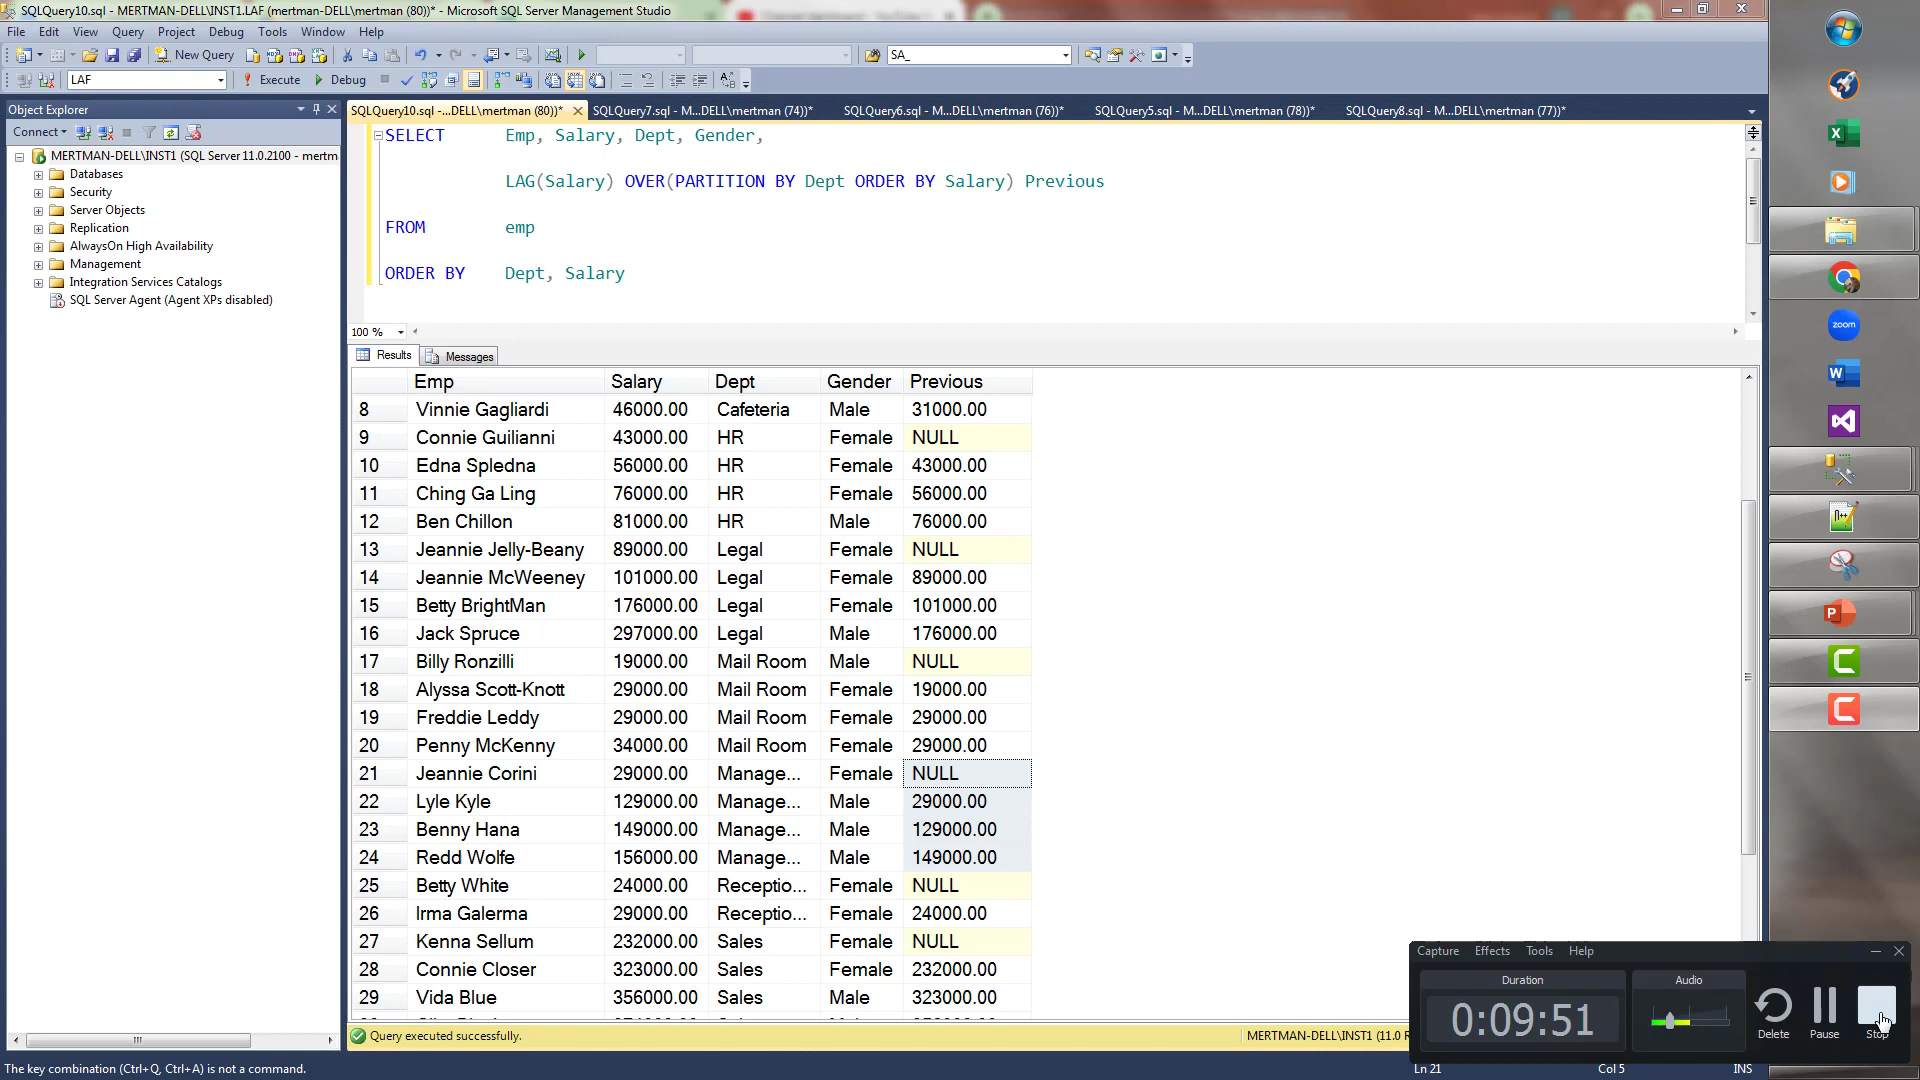 SQLQuery10.sql - MERTMAN-DELL\INST1.LAF (mertman-DELL\mertman (80))* - Microsoft SQL Server Management Studio
File Edit View Query Project Debug Tools Window Help
New Query SA_
LAF Execute Debug
Object Explorer
SQLQuery10.sql -...DELL\mertman (80))* SQLQuery7.sql - M...DELL\mertman (74))* SQLQuery6.sql - M...DELL\mertman (76))* SQLQuery5.sql - M...DELL\mertman (78))* SQLQuery8.sql - M...DELL\mertman (77))*
Connect
MERTMAN-DELL\INST1 (SQL Server 11.0.2100 - mertm
Databases
Security
Server Objects
Replication
AlwaysOn High Availability
Management
Integration Services Catalogs
SQL Server Agent (Agent XPs disabled)
SELECT Emp, Salary, Dept, Gender,
LAG(Salary) OVER(PARTITION BY Dept ORDER BY Salary) Previous
FROM emp
ORDER BY Dept, Salary
100 %
Results Messages
Emp Salary Dept Gender Previous
8 Vinnie Gagliardi 46000.00 Cafeteria Male 31000.00
9 Connie Guilianni 43000.00 HR Female NULL
10 Edna Spledna 56000.00 HR Female 43000.00
11 Ching Ga Ling 76000.00 HR Female 56000.00
12 Ben Chillon 81000.00 HR Male 76000.00
13 Jeannie Jelly-Beany 89000.00 Legal Female NULL
14 Jeannie McWeeney 101000.00 Legal Female 89000.00
15 Betty BrightMan 176000.00 Legal Female 101000.00
16 Jack Spruce 297000.00 Legal Male 176000.00
17 Billy Ronzilli 19000.00 Mail Room Male NULL
18 Alyssa Scott-Knott 29000.00 Mail Room Female 19000.00
19 Freddie Leddy 29000.00 Mail Room Female 29000.00
20 Penny McKenny 34000.00 Mail Room Female 29000.00
21 Jeannie Corini 29000.00 Manage... Female NULL
22 Lyle Kyle 129000.00 Manage... Male 29000.00
23 Benny Hana 149000.00 Manage... Male 129000.00
24 Redd Wolfe 156000.00 Manage... Male 149000.00
25 Betty White 24000.00 Receptio... Female NULL
26 Irma Galerma 29000.00 Receptio... Female 24000.00
27 Kenna Sellum 232000.00 Sales Female NULL
28 Connie Closer 323000.00 Sales Female 232000.00
29 Vida Blue 356000.00 Sales Male 323000.00
Query executed successfully. MERTMAN-DELL\INST1 (11.0 R
The key combination (Ctrl+Q, Ctrl+A) is not a command. Ln 21 Col 5 INS
zoom
Capture Effects Tools Help
Duration Audio
0:09:51
Delete Pause Stop